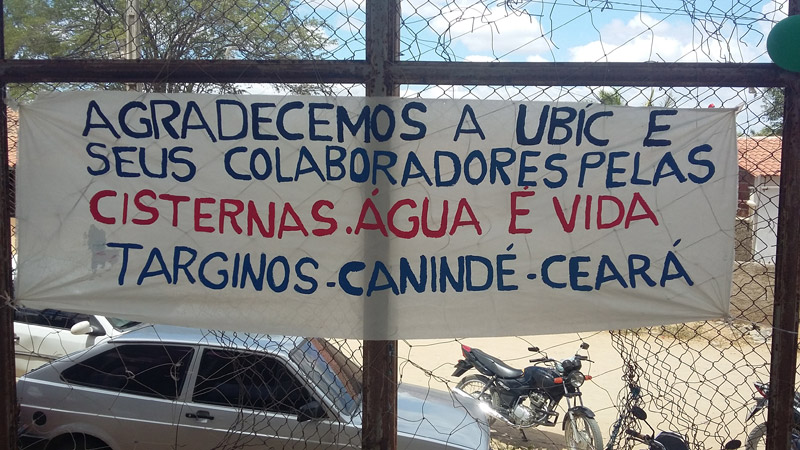 AGRADECEMOS A UBIC E
SEUS COLABORADORES PELAS
CISTERNAS. ÁGUA É VIDA
TARGINOS - CANINDÉ - CEARÁ